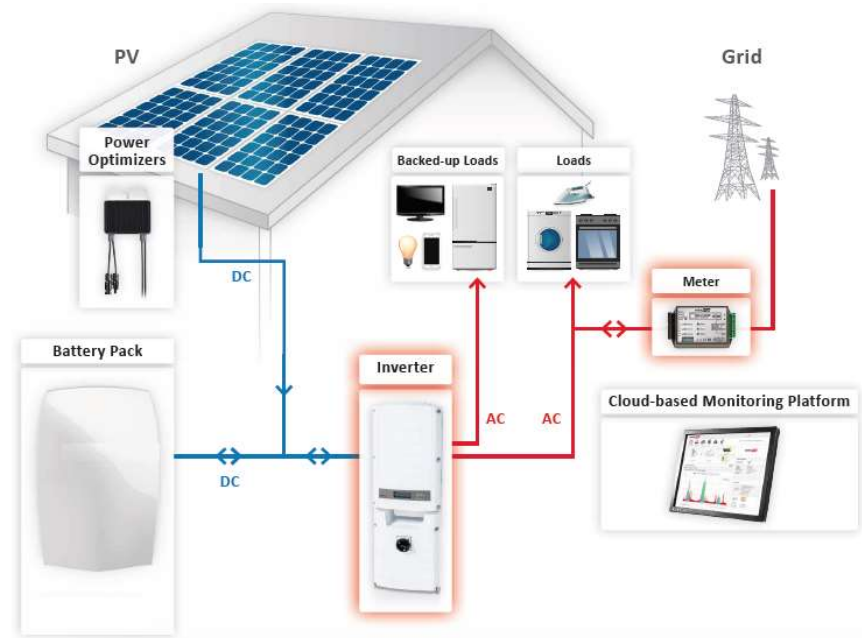 PV
Grid
Power
Optimizers
Backed-up Loads
Loads
DC
Meter
Battery Pack
Inverter
AC
AC
Cloud-based Monitoring Platform
DC